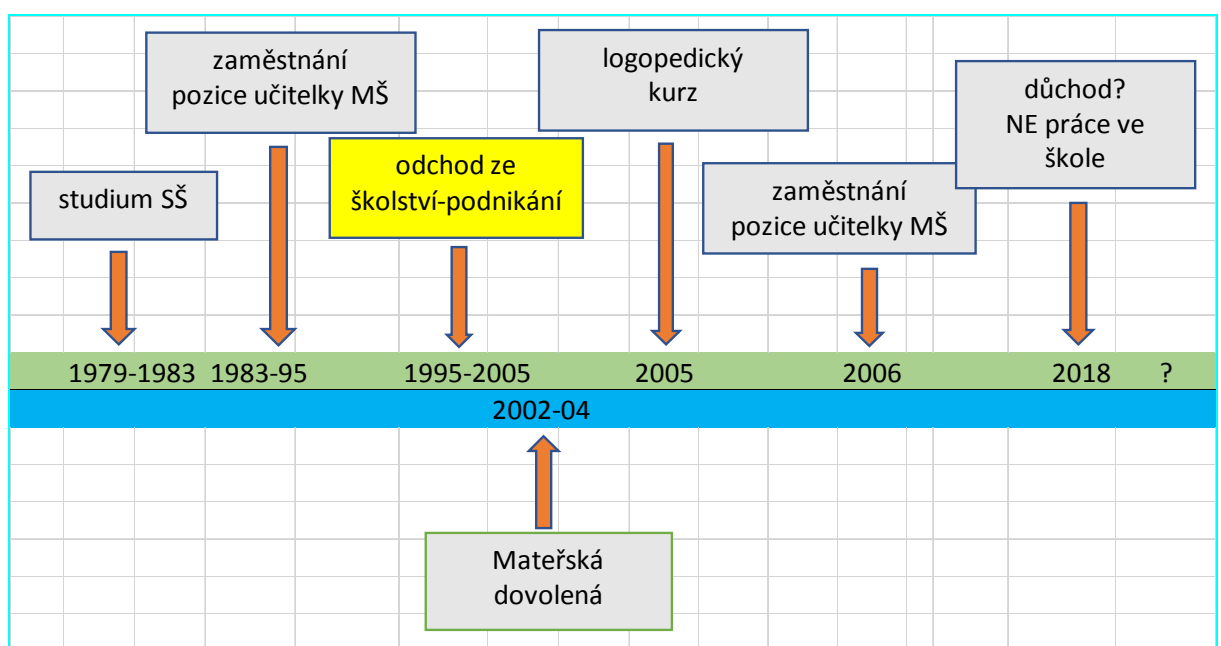 zaměstnání
pozice učitelky MŠ
logopedický
kurz
důchod?
NE práce ve
škole
studium SŠ
odchod ze
školství-podnikání
zaměstnání
pozice učitelky MŠ
1979-1983 1983-95 1995-2005 2005 2006 2018 ?
2002-04
Mateřská
dovolená